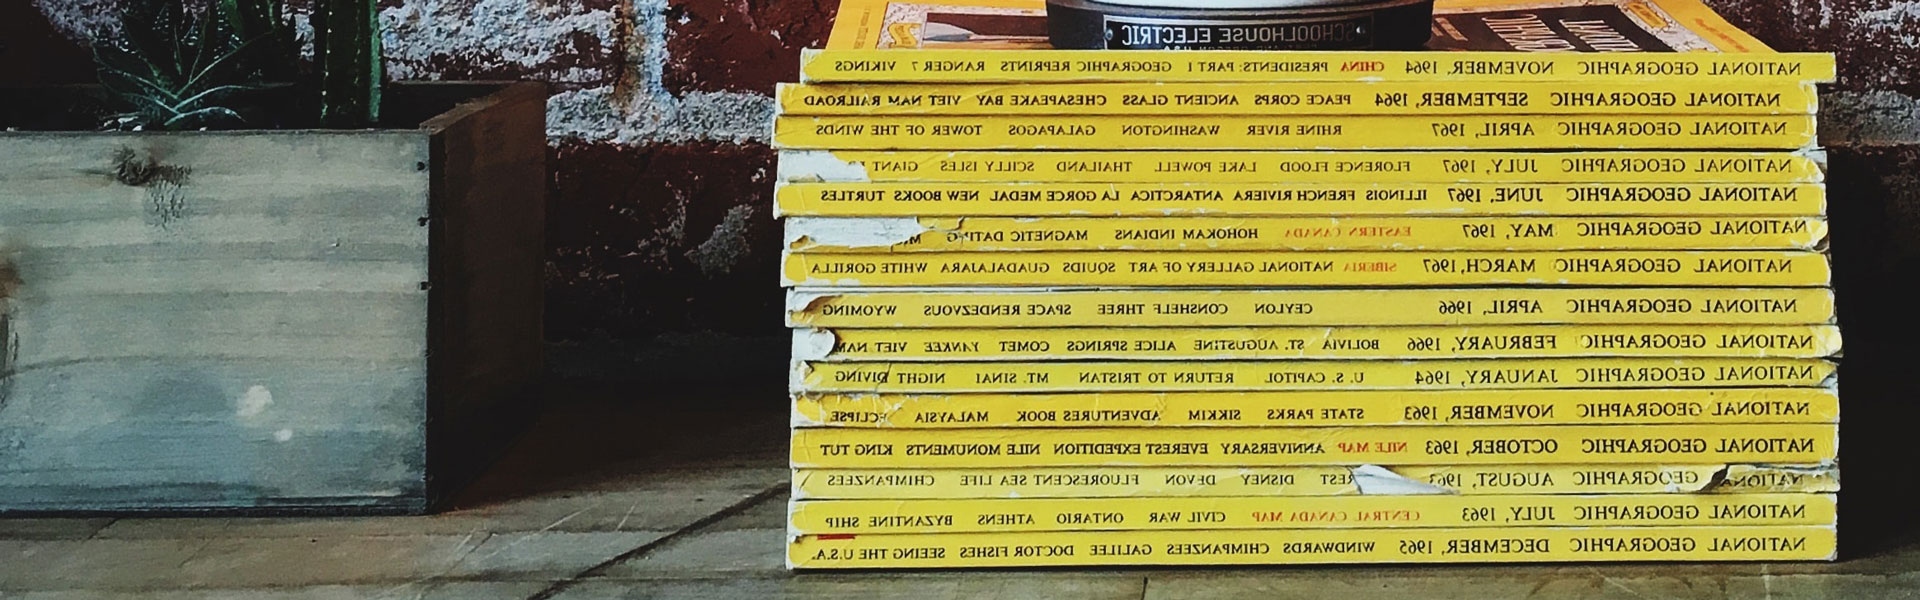 SCHOOLHOUSE ELECTRIC
NATIONAL GEOGRAPHIC NOVEMBER, 1964 CHINA PRESIDENTS: PART I GEOGRAPHIC REPRINTS RANGER 7 VIKINGS
NATIONAL GEOGRAPHIC SEPTEMBER, 1964 PEACE CORPS ANCIENT GLASS CHESAPEAKE BAY VIET NAM RAILROAD
NATIONAL GEOGRAPHIC APRIL, 1967 RHINE RIVER WASHINGTON GALAPAGOS TOWER OF THE WINDS
NATIONAL GEOGRAPHIC JULY, 1967 FLORENCE FLOOD LAKE POWELL THAILAND SCILLY ISLES GIANT
NATIONAL GEOGRAPHIC JUNE, 1967 ILLINOIS FRENCH RIVIERA ANTARCTICA LA GORCE MEDAL NEW BOOKS TURTLES
NATIONAL GEOGRAPHIC MAY, 1967 EASTERN CANADA HOHOKAM INDIANS MAGNETIC
NATIONAL GEOGRAPHIC MARCH, 1967 SIBERIA NATIONAL GALLERY OF ART SQUIDS GUADALAJARA WHITE GORILLA
NATIONAL GEOGRAPHIC APRIL, 1966 CEYLON CONSHELF THREE SPACE RENDEZVOUS WYOMING
NATIONAL GEOGRAPHIC FEBRUARY, 1966 BOLIVIA ST. AUGUSTINE ALICE SPRINGS COMET YANKEE VIET NAM
NATIONAL GEOGRAPHIC JANUARY, 1964 U. S. CAPITOL RETURN TO TRISTAN MT. SINAI NIGHT DIVING
NATIONAL GEOGRAPHIC NOVEMBER, 1963 STATE PARKS SIKKIM ADVENTURES BOOK MALAYSIA ECLIPSE
NATIONAL GEOGRAPHIC OCTOBER, 1963 NILE MAP ANNIVERSARY EVEREST EXPEDITION NILE MONUMENTS KING TUT
NATIONAL GEOGRAPHIC AUGUST, 1963 DISNEY DEVON FLUORESCENT SEA LIFE CHIMPANZEES
NATIONAL GEOGRAPHIC JULY, 1963 CENTRAL CANADA MAP CIVIL WAR ONTARIO ATHENS BYZANTINE SHIP
NATIONAL GEOGRAPHIC DECEMBER, 1965 WINDWARDS CHIMPANZEES GALILEE DOCTOR FISHES SEEING THE U.S.A.